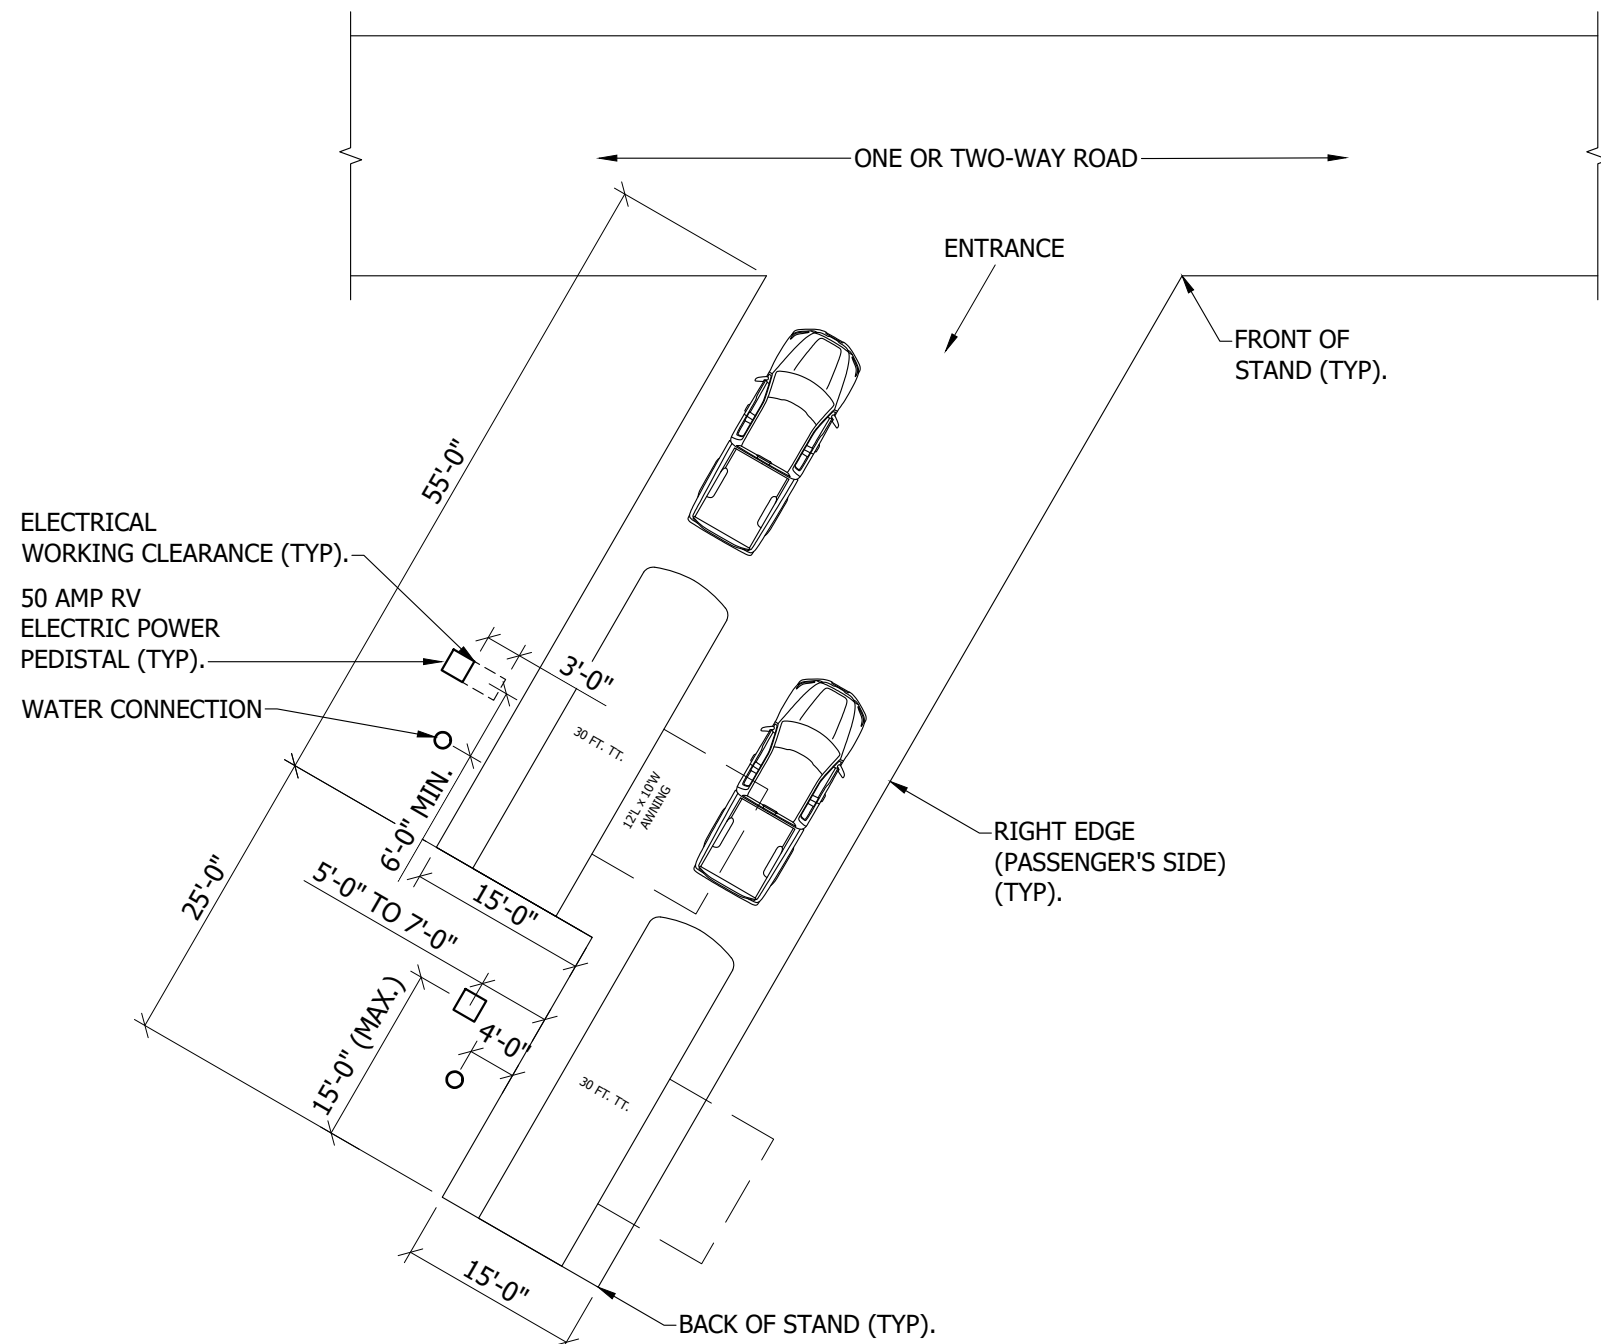 ONE OR TWO-WAY ROAD
ENTRANCE
FRONT OF
STAND (TYP).
55'-0"
ELECTRICAL
WORKING CLEARANCE (TYP).
50 AMP RV
ELECTRIC POWER
PEDISTAL (TYP).
WATER CONNECTION
3'-0"
30 FT. TT.
12'L x 10'W
AWNING
6'-0" MIN.
RIGHT EDGE
(PASSENGER'S SIDE)
(TYP).
25'-0"
15'-0"
5'-0" TO 7'-0"
15'-0" (MAX.)
4'-0"
30 FT. TT.
15'-0"
BACK OF STAND (TYP).